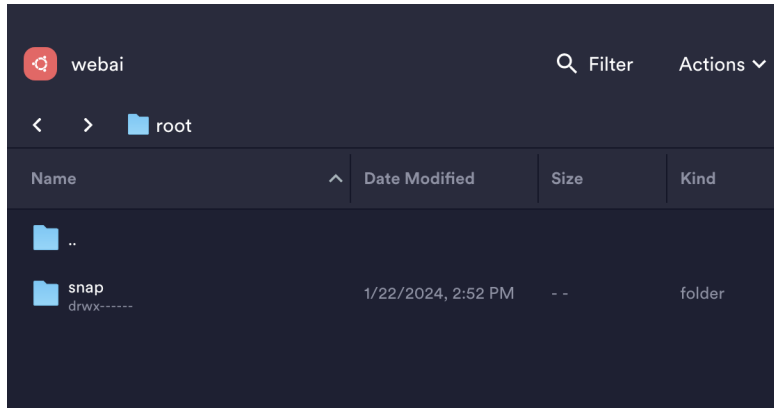 webai
Filter
Actions
root
Name
Date Modified
Size
Kind
..
snap
drwx------
1/22/2024, 2:52 PM
- -
folder